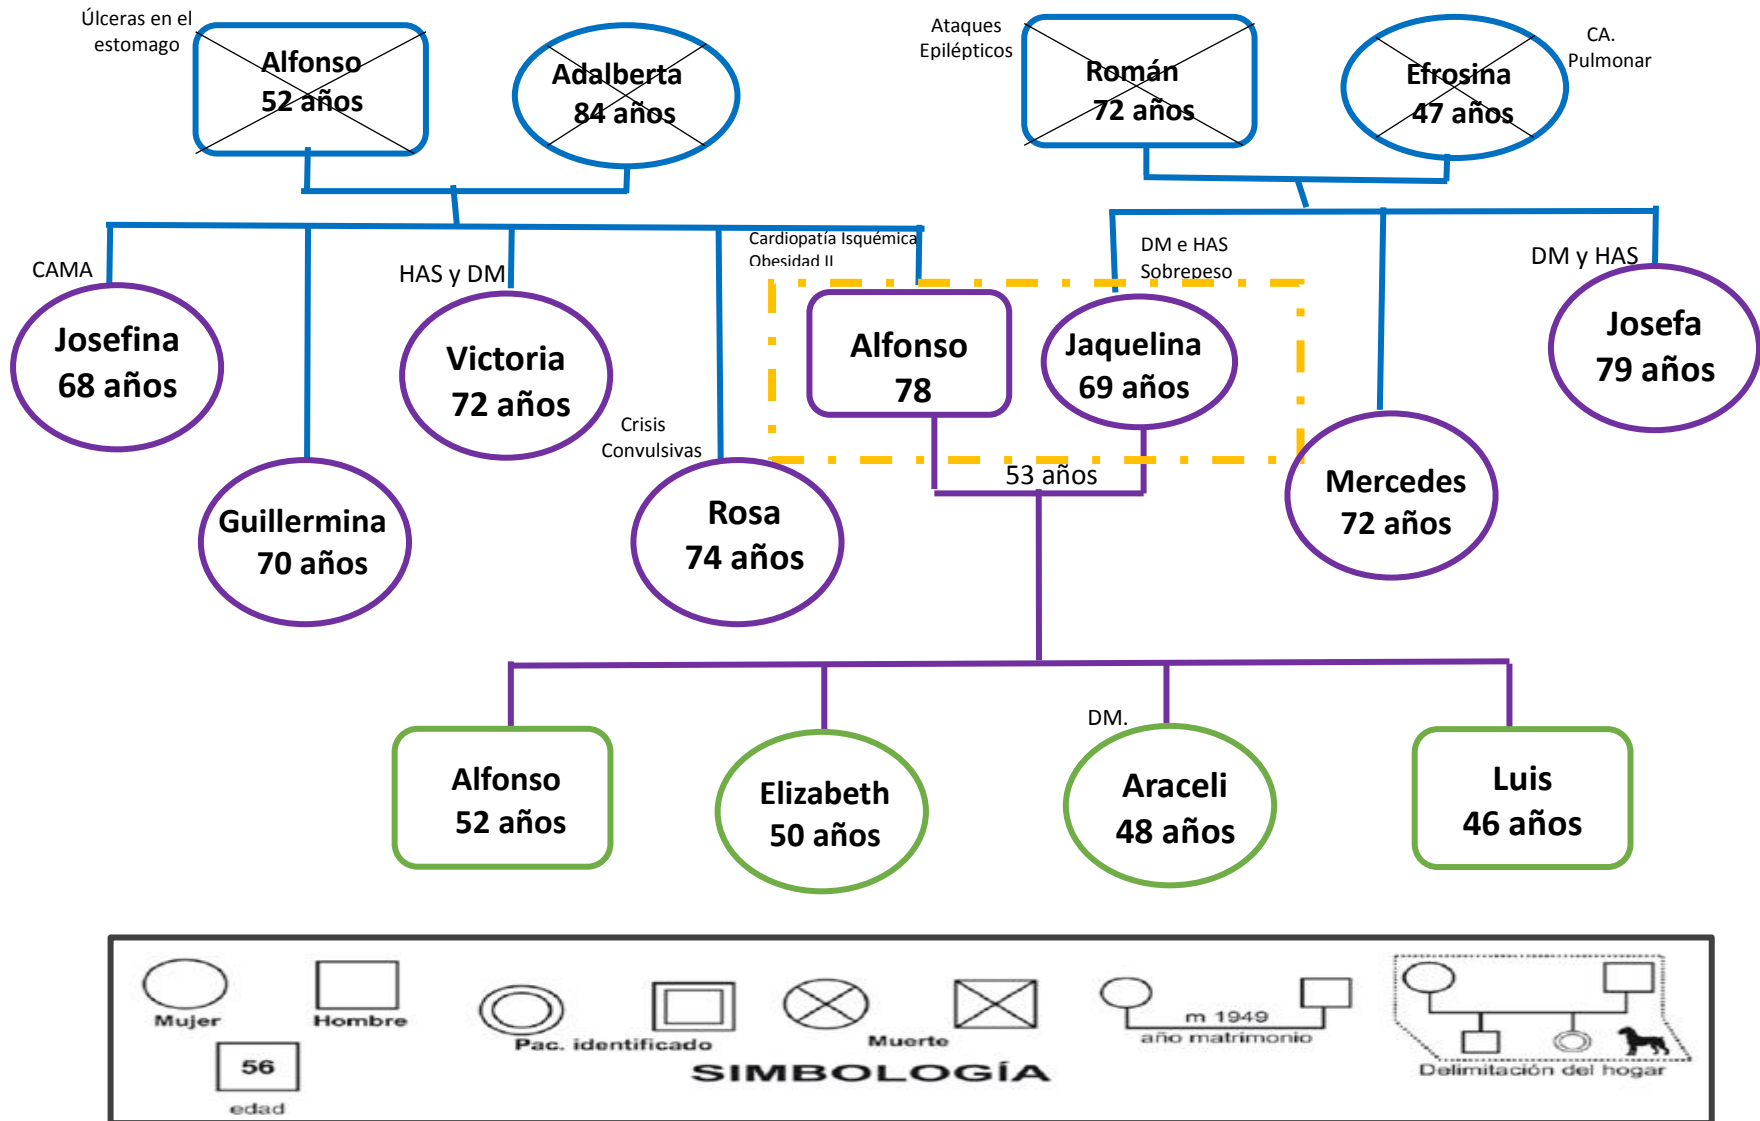 Úlceras en el
estomago
Alfonso
52 años
Adalberta
84 años
Ataques
Epilépticos
Román
72 años
Efrosina
47 años
CA.
Pulmonar
CAMA
Josefina
68 años
Guillermina
70 años
HAS y DM
Victoria
72 años
Crisis
Convulsivas
Rosa
74 años
Cardiopatía Isquémica
Obesidad II
Alfonso
78
DM e HAS
Sobrepeso
Jaquelina
69 años
53 años
Mercedes
72 años
DM y HAS
Josefa
79 años
Alfonso
52 años
Elizabeth
50 años
DM.
Araceli
48 años
Luis
46 años
Mujer
Hombre
Pac. identificado
Muerte
m 1949
año matrimonio
Delimitación del hogar
56
edad
SIMBOLOGÍA